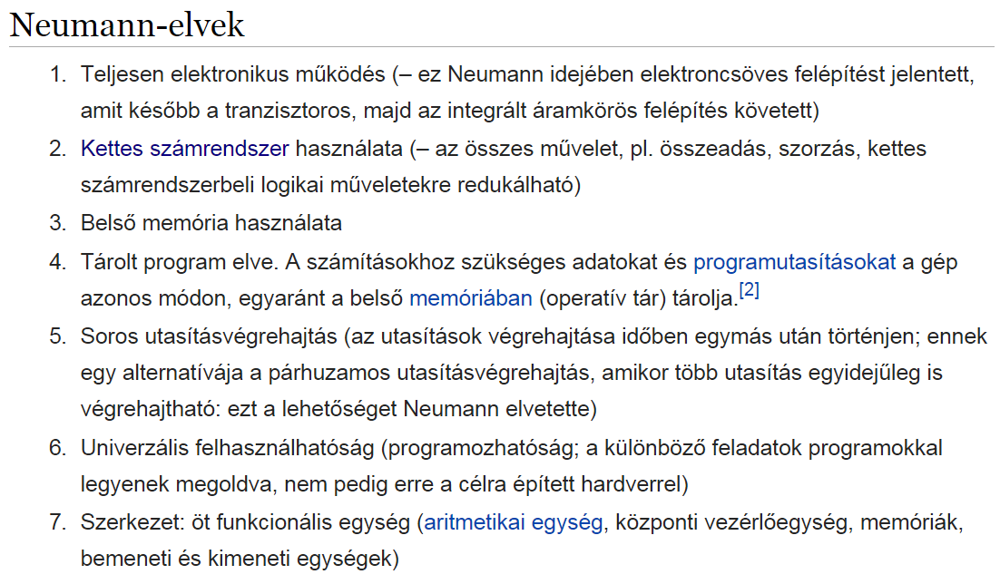 Neumann-elvek
1. Teljesen elektronikus működés (– ez Neumann idejében elektroncsöves felépítést jelentett,
amit később a tranzisztoros, majd az integrált áramkörös felépítés követett)
2. Kettes számrendszer használata (– az összes művelet, pl. összeadás, szorzás, kettes
számrendszerbeli logikai műveletekre redukálható)
3. Belső memória használata
4. Tárolt program elve. A számításokhoz szükséges adatokat és programutasításokat a gép
azonos módon, egyaránt a belső memóriában (operatív tár) tárolja.[2]
5. Soros utasításvégrehajtás (az utasítások végrehajtása időben egymás után történjen; ennek
egy alternatívája a párhuzamos utasításvégrehajtás, amikor több utasítás egyidejűleg is
végrehajtható: ezt a lehetőséget Neumann elvetette)
6. Univerzális felhasználhatóság (programozhatóság; a különböző feladatok programokkal
legyenek megoldva, nem pedig erre a célra épített hardverrel)
7. Szerkezet: öt funkcionális egység (aritmetikai egység, központi vezérlőegység, memóriák,
bemeneti és kimeneti egységek)